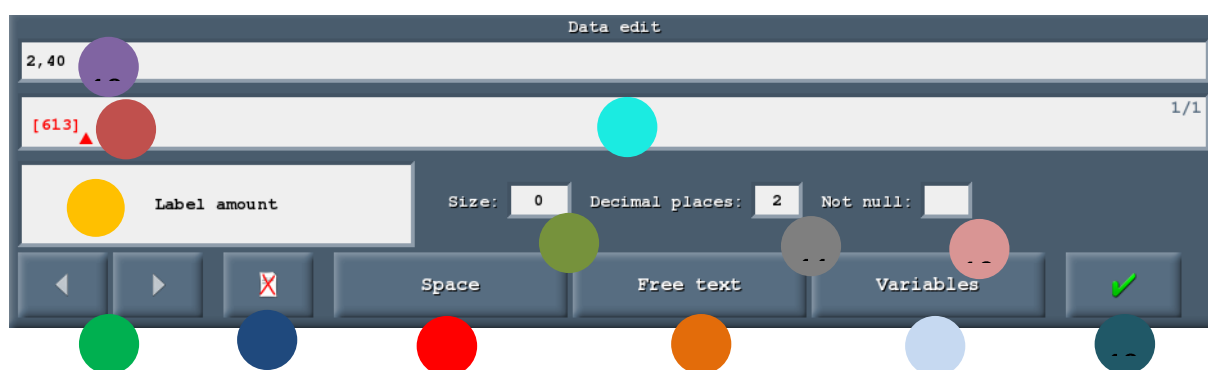 Data edit
2,40
1/1
[613]
Label amount
Size: 0 Decimal places: 2 Not null:
Space Free text Variables